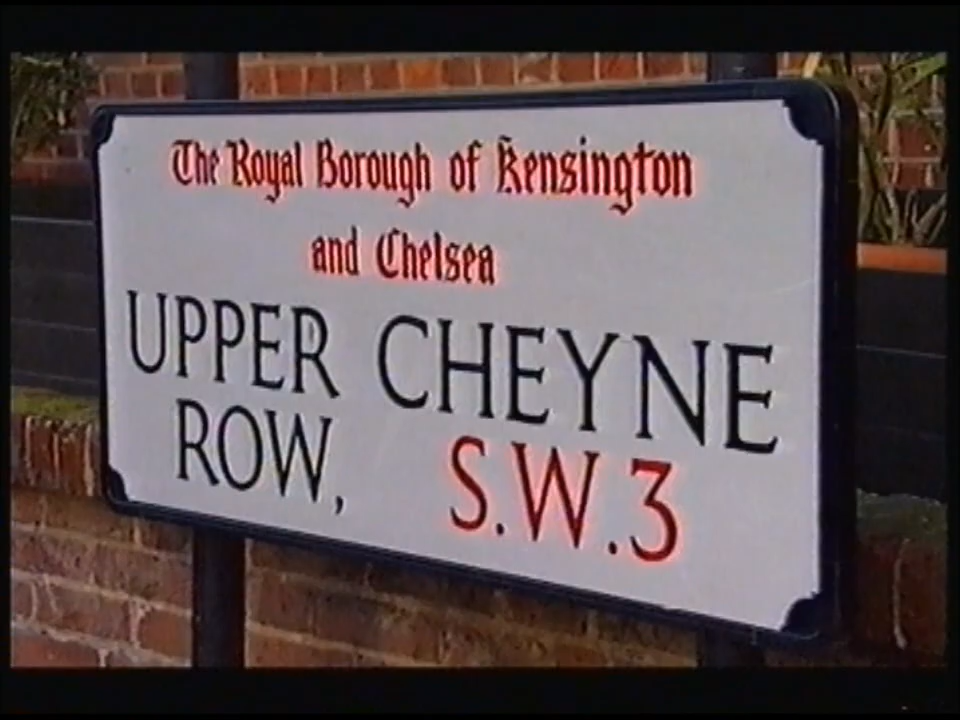 The Royal Borough of Kensington
and Chelsea
UPPER CHEYNE
ROW, S.W.3